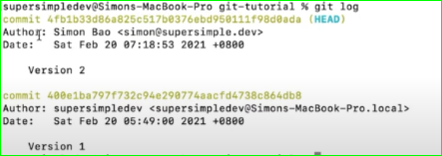 supersimpledev@Simons-MacBook-Pro git-tutorial % git log
commit 4fb1b33d86a825c517b0376ebd950111f98d0ada (HEAD)
Author: Simon Bao <simon@supersimple.dev>
Date:   Sat Feb 20 07:18:53 2021 +0800
Version 2
commit 400e1ba797f732c94e290774aacfd4738c864db8
Author: supersimpledev <supersimpledev@Simons-MacBook-Pro.local>
Date:   Sat Feb 20 05:49:00 2021 +0800
Version 1